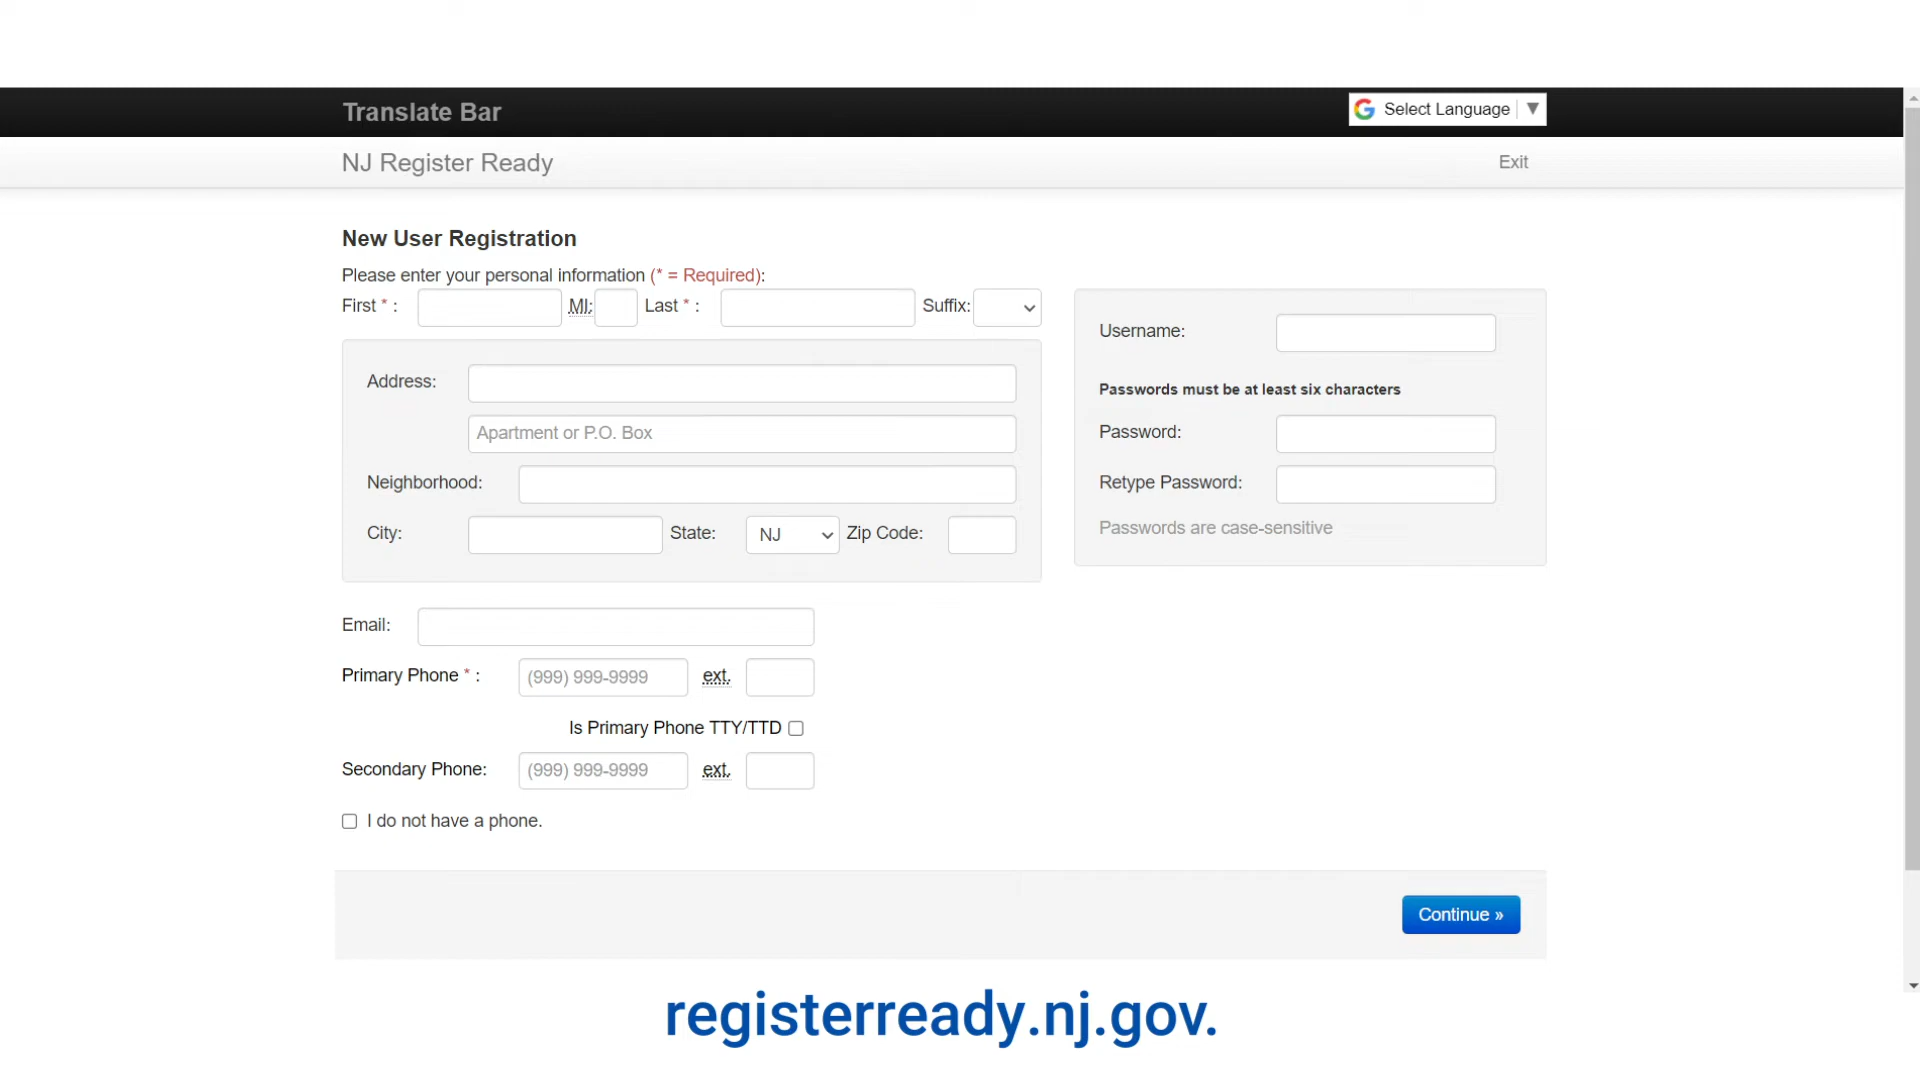 Translate Bar
Select Language ▼
NJ Register Ready
Exit
New User Registration
Please enter your personal information (* = Required):
First * : MI: Last * : Suffix:
Address:
Apartment or P.O. Box
Neighborhood:
City: State: NJ Zip Code:
Username:
Passwords must be at least six characters
Password:
Retype Password:
Passwords are case-sensitive
Email:
Primary Phone * : (999) 999-9999 ext.
Is Primary Phone TTY/TTD
Secondary Phone: (999) 999-9999 ext.
I do not have a phone.
Continue »
registerready.nj.gov.